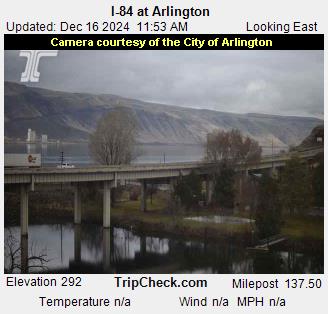 I-84 at Arlington
Updated: Dec 16 2024 11:53 AM Looking East
Camera courtesy of the City of Arlington
Elevation 292 TripCheck.com Milepost 137.50
Temperature n/a Wind n/a MPH n/a